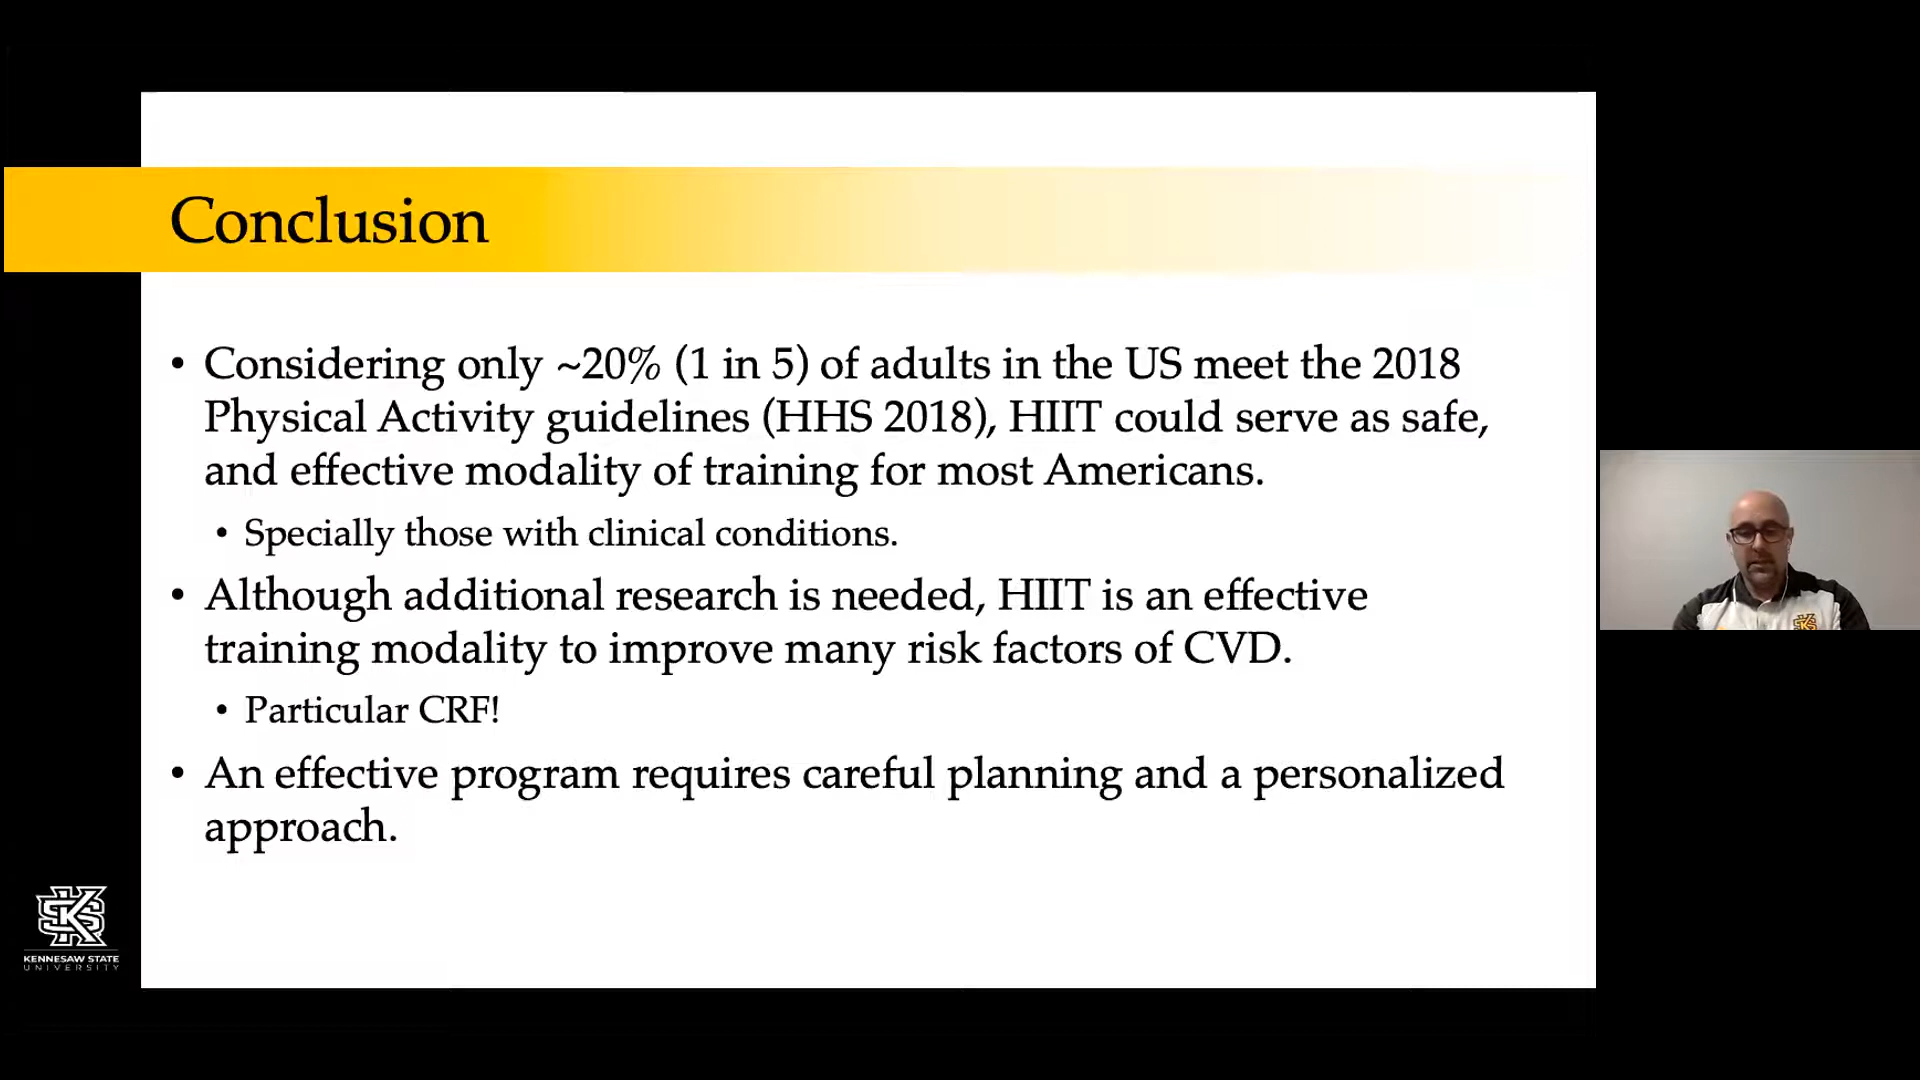 Conclusion
• Considering only ~20% (1 in 5) of adults in the US meet the 2018
Physical Activity guidelines (HHS 2018), HIIT could serve as safe,
and effective modality of training for most Americans.
• Specially those with clinical conditions.
• Although additional research is needed, HIIT is an effective
training modality to improve many risk factors of CVD.
• Particular CRF!
• An effective program requires careful planning and a personalized
approach.
KS
KENNESAW STATE
UNIVERSITY
KS